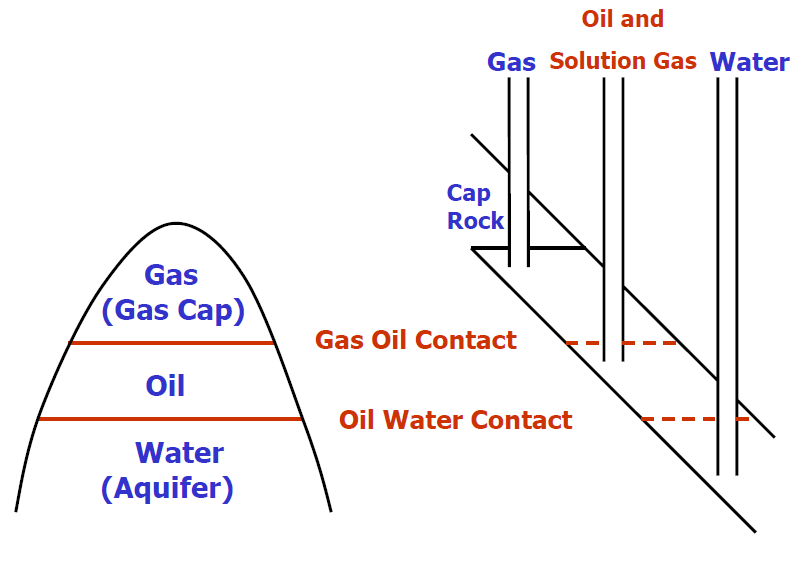 Oil and
Gas Solution Gas Water
Cap
Rock
Gas
(Gas Cap)
Gas Oil Contact
Oil
Oil Water Contact
Water
(Aquifer)